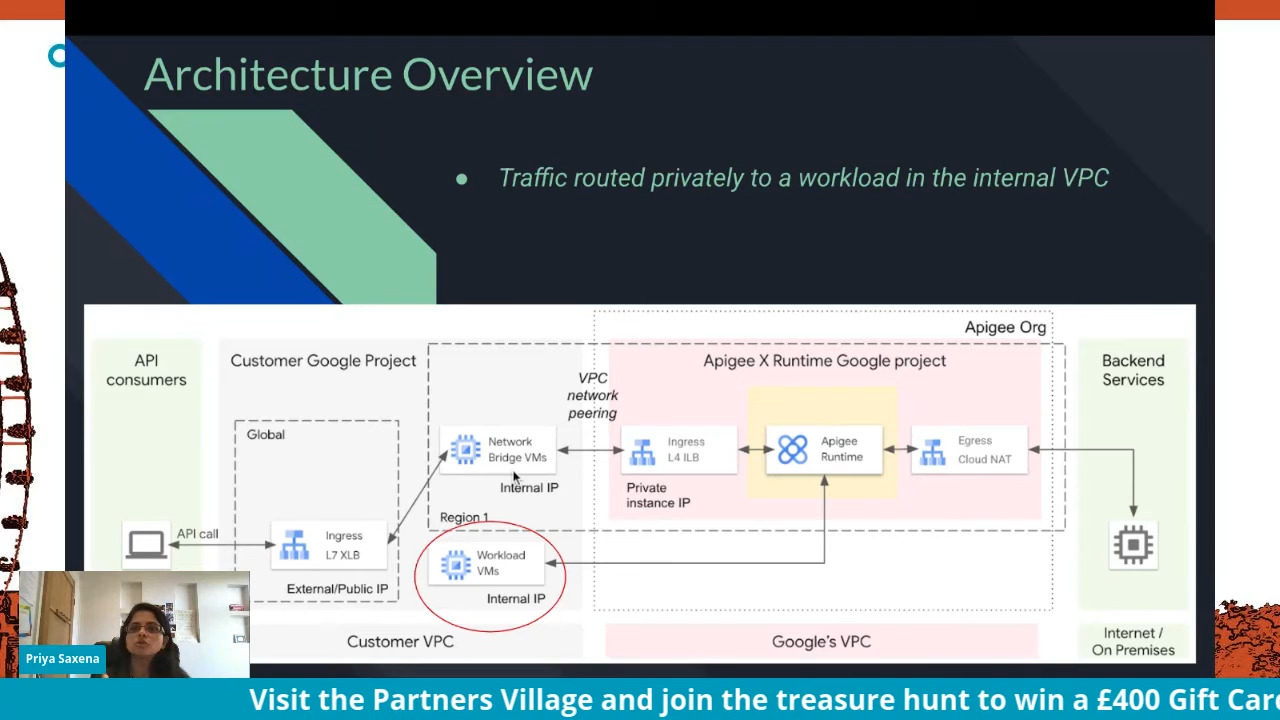 Architecture Overview
● Traffic routed privately to a workload in the internal VPC
Apigee Org
API
consumers
Customer Google Project
Apigee X Runtime Google project
Backend
Services
VPC
network
peering
Global
Network
Bridge VMs
Internal IP
Ingress
L4 ILB
Private
instance IP
Apigee
Runtime
Egress
Cloud NAT
Region 1
API call
Ingress
L7 XLB
External/Public IP
Workload
VMs
Internal IP
Customer VPC
Google's VPC
Internet /
On Premises
Priya Saxena
Visit the Partners Village and join the treasure hunt to win a £400 Gift Car